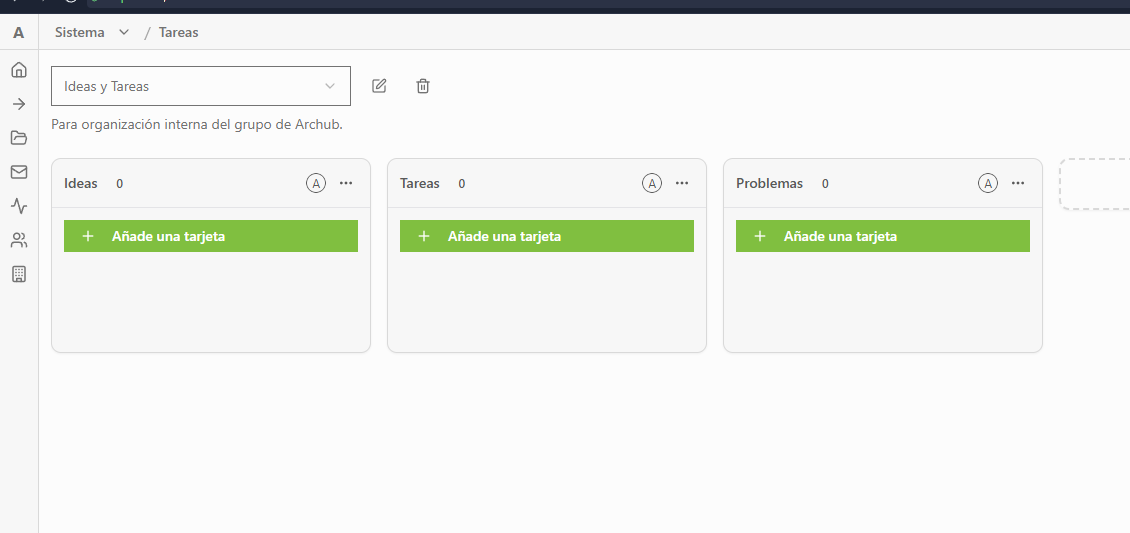 A
Sistema / Tareas
Ideas y Tareas
Para organización interna del grupo de Archub.
Ideas 0 A ...
Tareas 0 A ...
Problemas 0 A ...
+ Añade una tarjeta
+ Añade una tarjeta
+ Añade una tarjeta